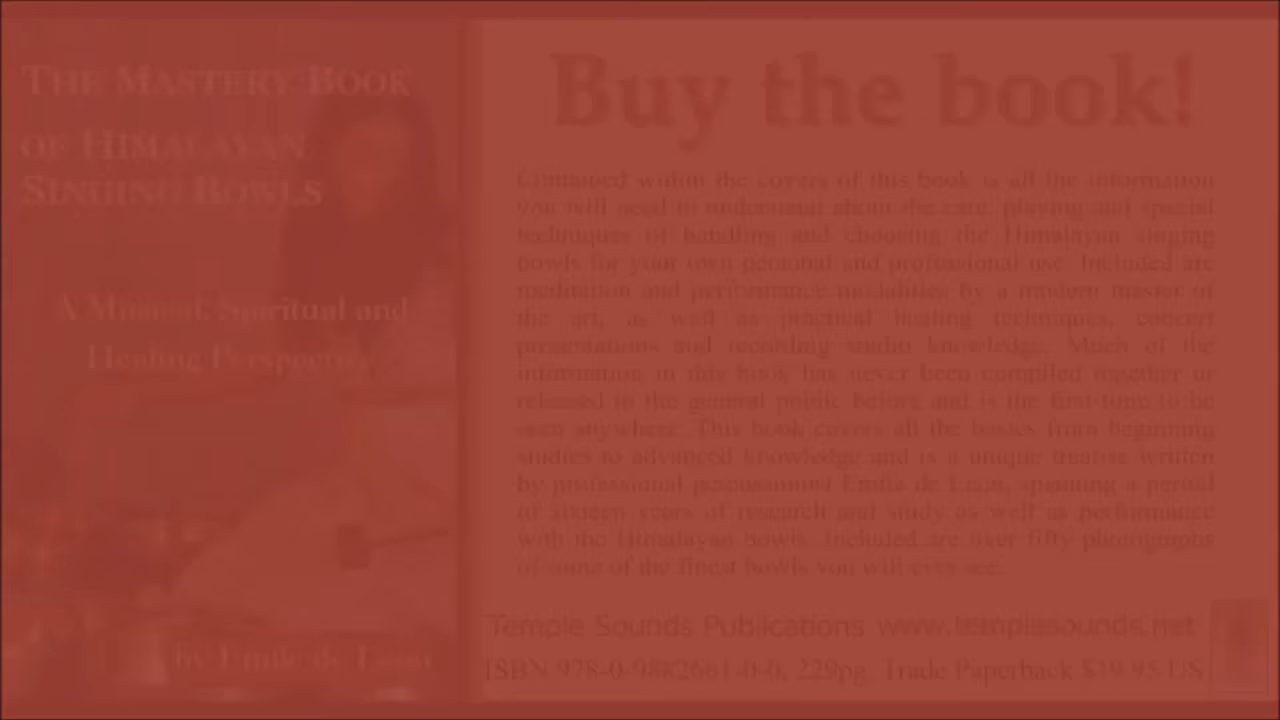 THE MASTERY BOOK
OF HIMALAYAN
SINGING BOWLS
A Manual: Spiritual and
Healing Perspective
by Emile de Leon
Buy the book!
Contained within the covers of this book is all the information
you will need to understand about the care, playing and special
techniques of handling and choosing the Himalayan singing
bowls for your own personal and professional use. Included are
meditation and performance modalities by a modern master of
the art, as well as practical healing techniques, concert
presentations and recording studio knowledge. Much of the
information in this book has never been compiled together or
released to the general public before and is the first time to be
seen anywhere. This book covers all the basics from beginning
studies to advanced knowledge and is a unique treatise written
by professional percussionist Emile de Leon, spanning a period
of sixteen years of research and study as well as performance
with the Himalayan bowls. Included are over fifty photographs
of some of the finest bowls you will ever see.
Temple Sounds Publications www.templesounds.net
ISBN 978-0-9882661-0-0, 229pg. Trade Paperback $49.95 US